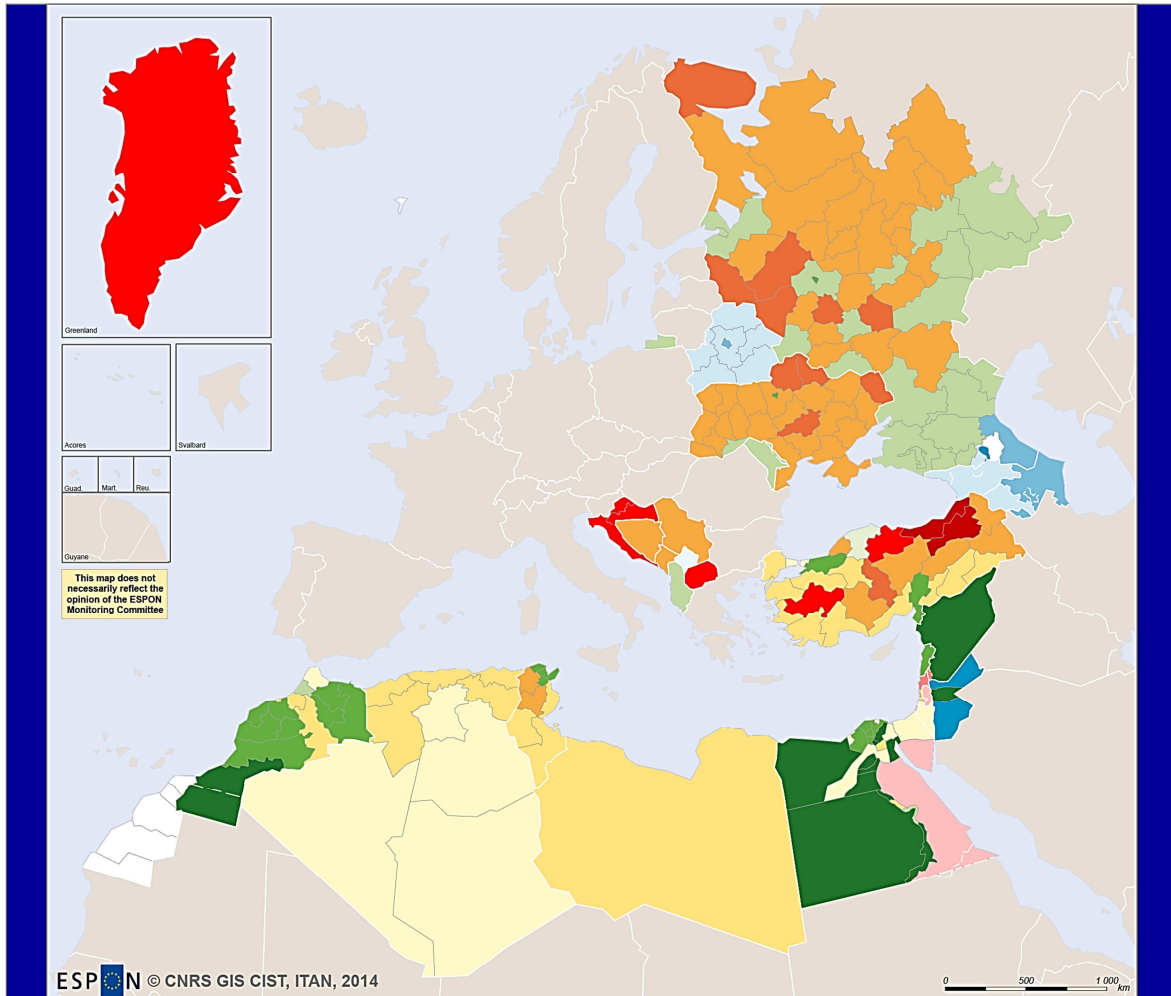 Greenland
Acores
Svalbard
Guad.
Mart.
Reu.
Guyane
This map does not
necessarily reflect the
opinion of the ESPON
Monitoring Committee
ESPON © CNRS GIS CIST, ITAN, 2014
0 500 1 000
km